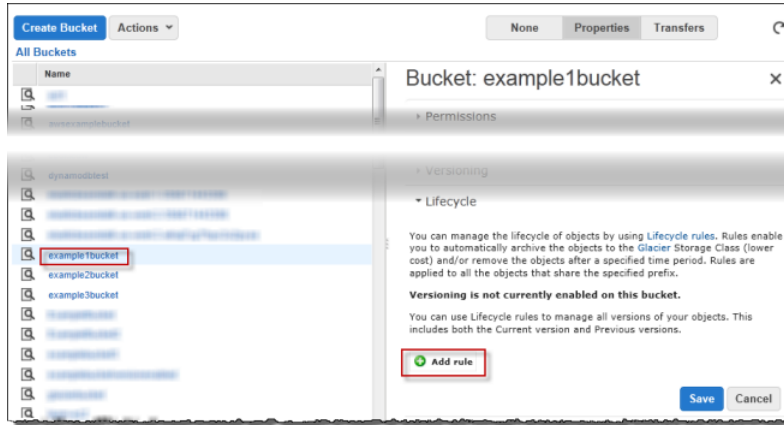 Create Bucket Actions None Properties Transfers
All Buckets
Name
awsexamplebucket
dynamodbtest
example1bucket
example2bucket
example3bucket
Bucket: example1bucket
Permissions
Versioning
Lifecycle
You can manage the lifecycle of objects by using Lifecycle rules. Rules enable
you to automatically archive the objects to the Glacier Storage Class (lower
cost) and/or remove the objects after a specified time period. Rules are
applied to all the objects that share the specified prefix.
Versioning is not currently enabled on this bucket.
You can use Lifecycle rules to manage all versions of your objects. This
includes both the Current version and Previous versions.
Add rule
Save Cancel